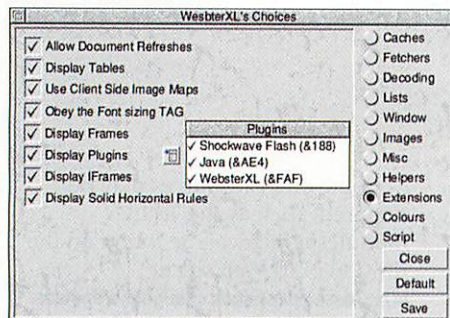 WesbterXL's Choices
Allow Document Refreshes
Display Tables
Use Client Side Image Maps
Obey the Font sizing TAG
Display Frames
Display Plugins
Display IFrames
Display Solid Horizontal Rules
Plugins
Shockwave Flash (&188)
Java (&AE4)
WebsterXL (&FAF)
Caches
Fetchers
Decoding
Lists
Window
Images
Misc
Helpers
Extensions
Colours
Script
Close
Default
Save